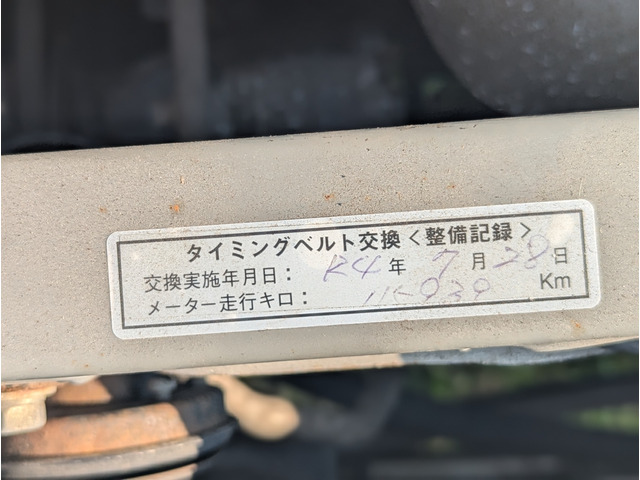 タイミングベルト交換＜整備記録＞
交換実施年月日： R4 年 7 月 28 日
メーター走行キロ： 115939 Km